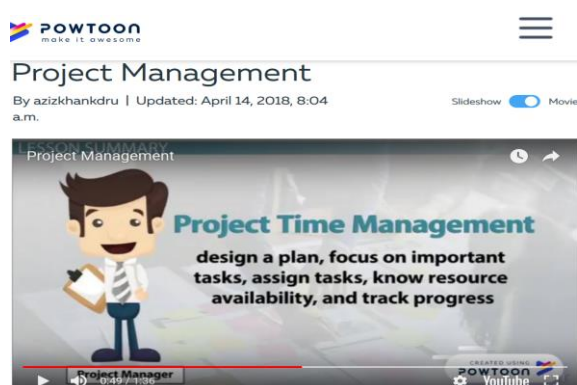 POWTOON
make it awesome
Project Management
By azizkhankdru | Updated: April 14, 2018, 8:04
a.m.
Slideshow Movie
LESSON SUMMARY
Project Management
Project Time Management
design a plan, focus on important
tasks, assign tasks, know resource
availability, and track progress
CREATED USING
POWTOON
Project Manager
0:49 / 1:36
YouTube